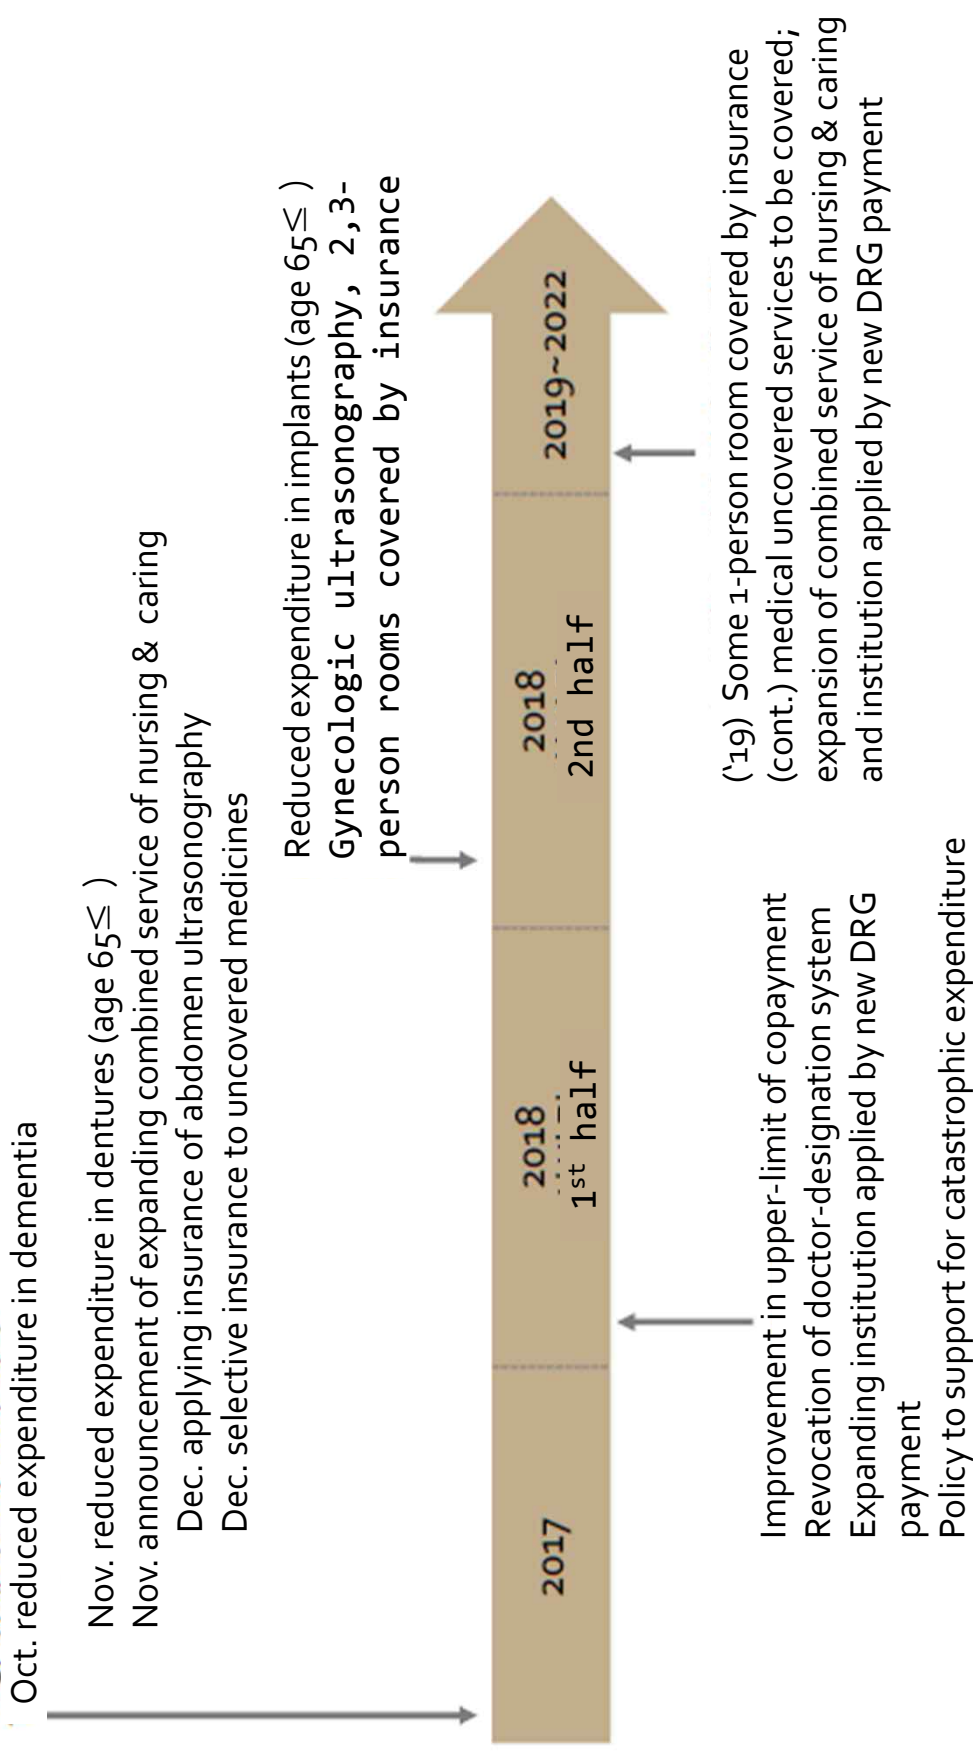 Oct. reduced expenditure in dementia
Nov. reduced expenditure in dentures (age 65≤ )
Nov. announcement of expanding combined service of nursing & caring
Dec. applying insurance of abdomen ultrasonography
Dec. selective insurance to uncovered medicines
Reduced expenditure in implants (age 65≤ )
Gynecologic ultrasonography, 2,3-
person rooms covered by insurance
2017
2018
1st half
2018
2nd half
2019~2022
Improvement in upper-limit of copayment
Revocation of doctor-designation system
Expanding institution applied by new DRG
payment
Policy to support for catastrophic expenditure
(‘19) Some 1-person room covered by insurance
(cont.) medical uncovered services to be covered;
expansion of combined service of nursing & caring
and institution applied by new DRG payment